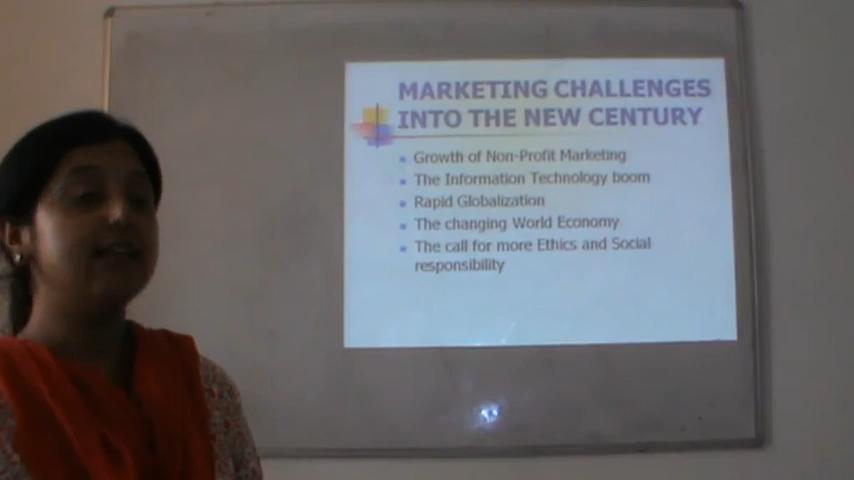 MARKETING CHALLENGES
INTO THE NEW CENTURY
Growth of Non-Profit Marketing
The Information Technology boom
Rapid Globalization
The changing World Economy
The call for more Ethics and Social
responsibility